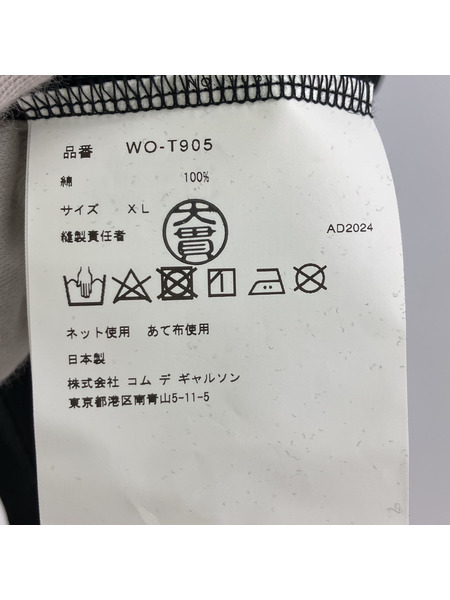 品番 WO-T905
綿 100%
サイズ XL
縫製責任者 大貫
AD2024
ネット使用 あて布使用
日本製
株式会社 コム デ ギャルソン
東京都港区南青山5-11-5